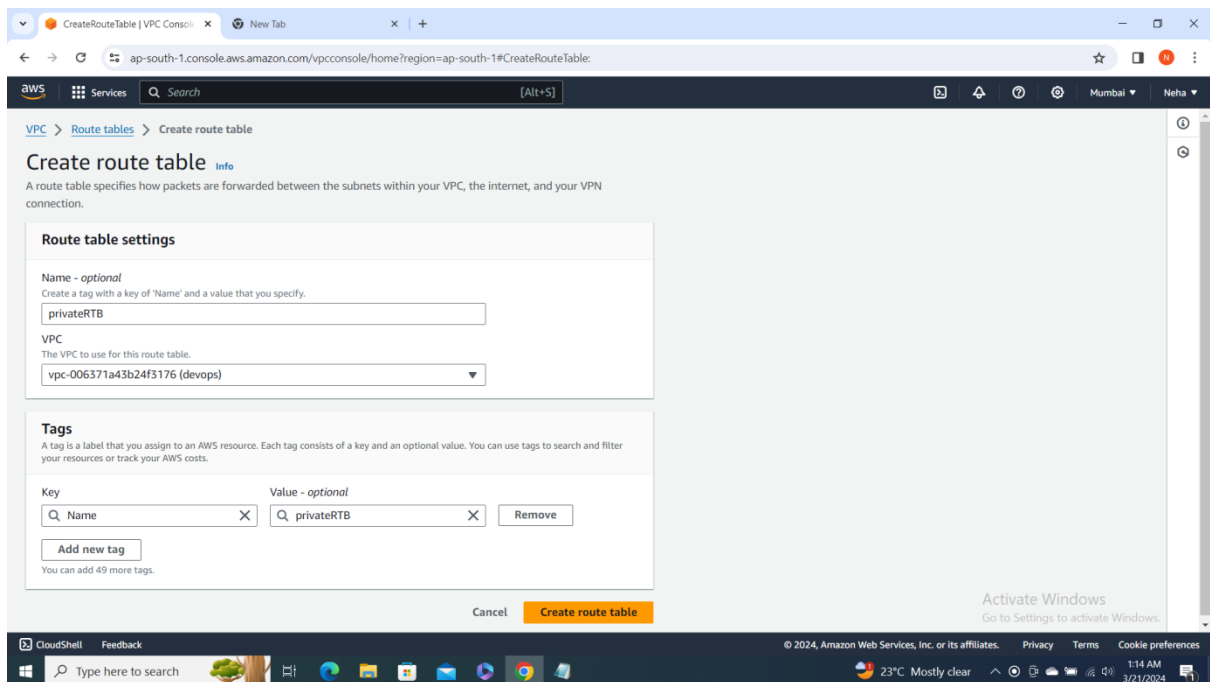 CreateRouteTable | VPC Consol
New Tab
ap-south-1.console.aws.amazon.com/vpcconsole/home?region=ap-south-1#CreateRouteTable:
N
aws
Services
Search
[Alt+S]
Mumbai
Neha
VPC > Route tables > Create route table
Create route table Info
A route table specifies how packets are forwarded between the subnets within your VPC, the internet, and your VPN
connection.
Route table settings
Name - optional
Create a tag with a key of 'Name' and a value that you specify.
privateRTB
VPC
The VPC to use for this route table.
vpc-006371a43b24f3176 (devops)
Tags
A tag is a label that you assign to an AWS resource. Each tag consists of a key and an optional value. You can use tags to search and filter
your resources or track your AWS costs.
Key Value - optional
Name privateRTB Remove
Add new tag
You can add 49 more tags.
Cancel Create route table
Activate Windows
Go to Settings to activate Windows.
CloudShell Feedback © 2024, Amazon Web Services, Inc. or its affiliates. Privacy Terms Cookie preferences
Type here to search
23°C Mostly clear
1:14 AM
3/21/2024